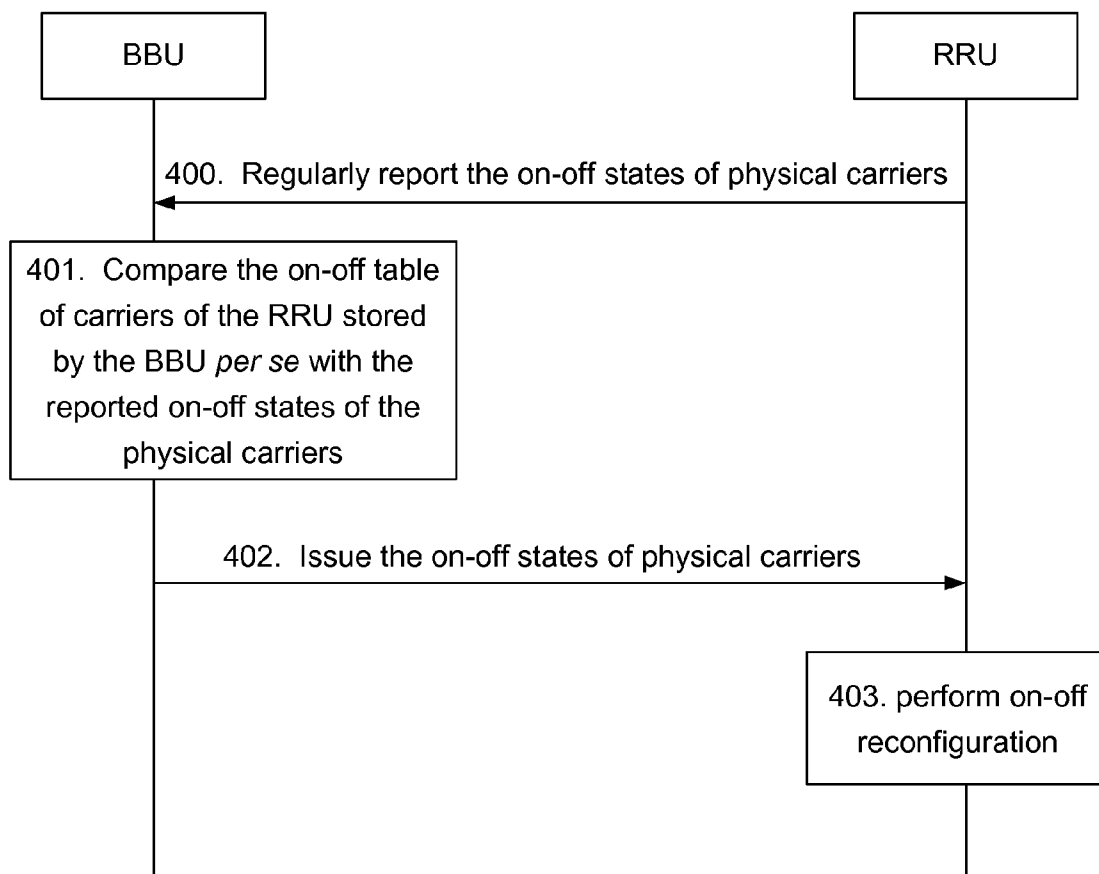 BBU
RRU
400.  Regularly report the on-off states of physical carriers
401.  Compare the on-off table
of carriers of the RRU stored
by the BBU per se with the
reported on-off states of the
physical carriers
402.  Issue the on-off states of physical carriers
403. perform on-off
reconfiguration